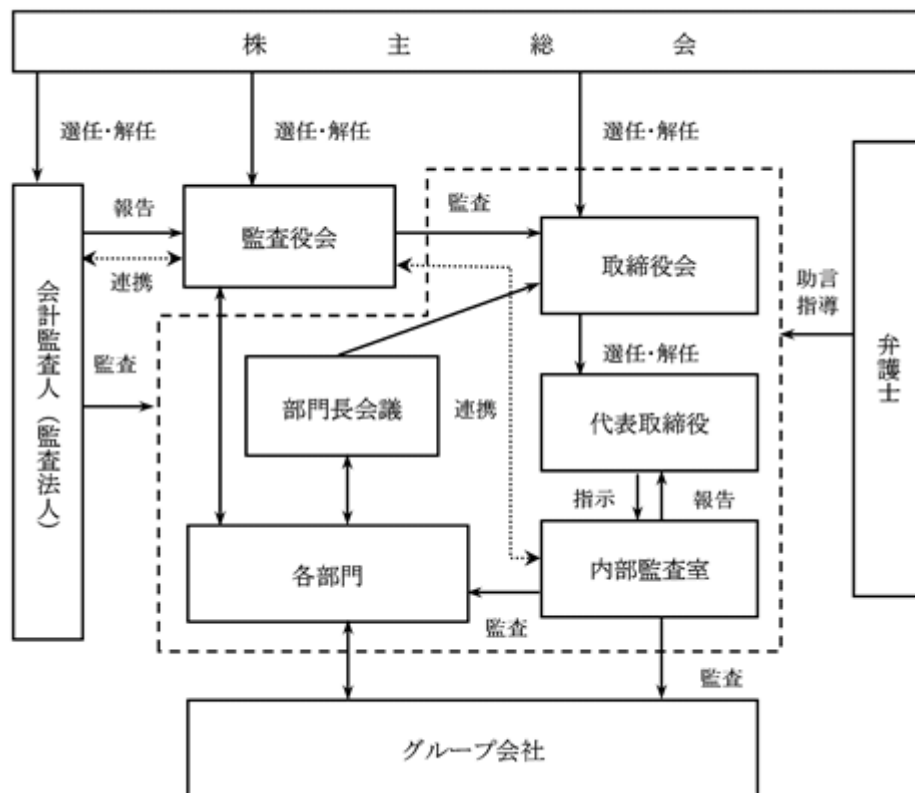 株主総会
選任・解任
選任・解任
選任・解任
報告
監査役会
監査
取締役会
連携
助言
指導
会計監査人（監査法人）
監査
選任・解任
弁護士
部門長会議
連携
代表取締役
指示
報告
各部門
内部監査室
監査
監査
グループ会社